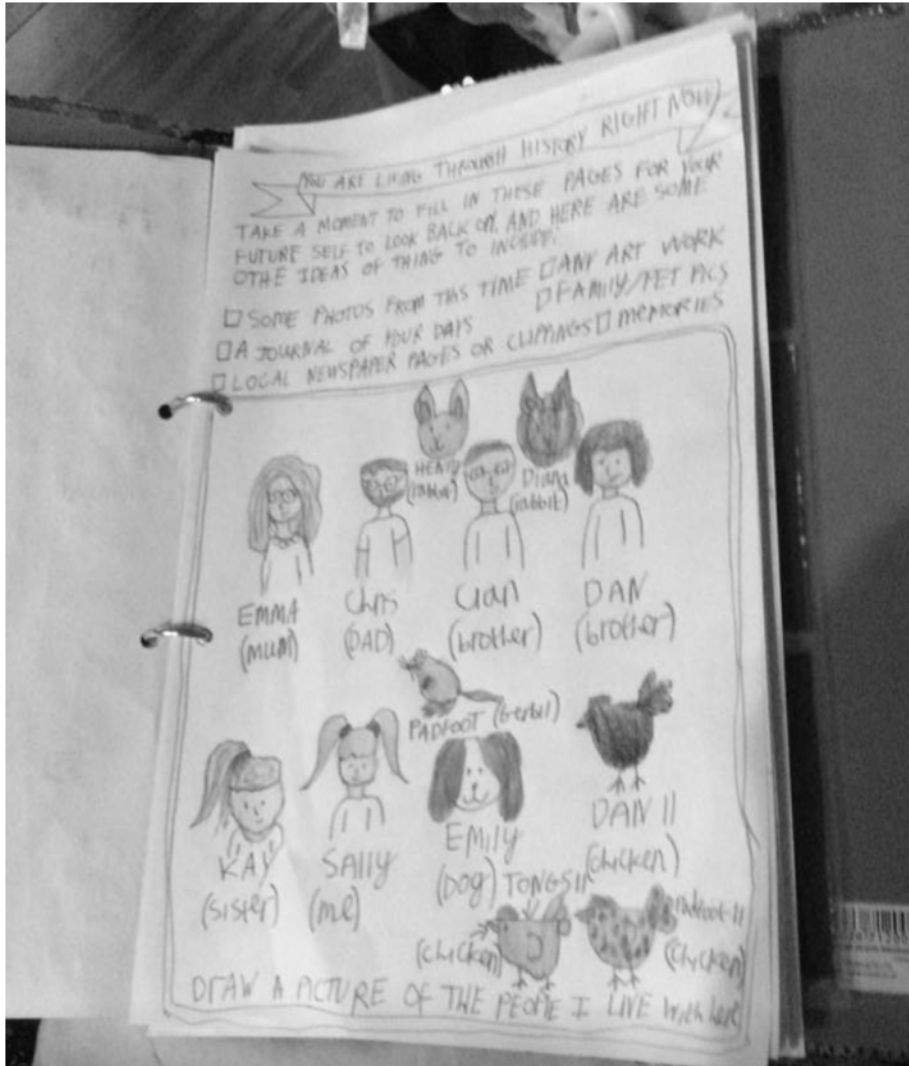 YOU ARE LIVING THROUGH HISTORY RIGHT NOW
TAKE A MOMENT TO FILL IN THESE PAGES FOR YOUR
FUTURE SELF TO LOOK BACK ON. AND HERE ARE SOME
OTHE IDEAS OF THING TO INCLUDE:
SOME PHOTOS FROM THIS TIME ANY ART WORK
A JOURNAL OF YOUR DAYS FAMILY/PET PICS
LOCAL NEWSPAPER PAGES OR CLIPPINGS MEMORIES
HENRY
(rabbit)
Diana
(rabbit)
EMMA
(mum)
Chris
(DAD)
Cian
(brother)
DAN
(brother)
PADFOOT (Gerbil)
KAY
(sister)
SALLY
(me)
EMILY
(DOG)
DAN II
(chicken)
(chicken)
PADFOOT II
(chicken)
DRAW A PICTURE OF THE PEOPLE I LIVE with here